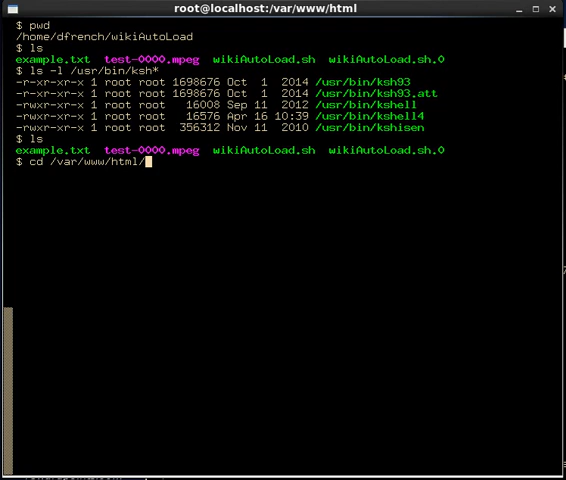 root@localhost:/var/www/html
$ pwd
/home/dfrench/wikiAutoLoad
$ ls
example.txt  test-0000.mpeg  wikiAutoLoad.sh  wikiAutoLoad.sh.0
$ ls -l /usr/bin/ksh*
-r-xr-xr-x 1 root root 1698676 Oct  1  2014 /usr/bin/ksh93
-r-xr-xr-x 1 root root 1698676 Oct  1  2014 /usr/bin/ksh93.att
-rwxr-xr-x 1 root root   16008 Sep 11  2012 /usr/bin/kshell
-rwxr-xr-x 1 root root   16576 Apr 16 10:39 /usr/bin/kshell4
-rwxr-xr-x 1 root root  356312 Nov 11  2010 /usr/bin/kshisen
$ ls
example.txt  test-0000.mpeg  wikiAutoLoad.sh  wikiAutoLoad.sh.0
$ cd /var/www/html/